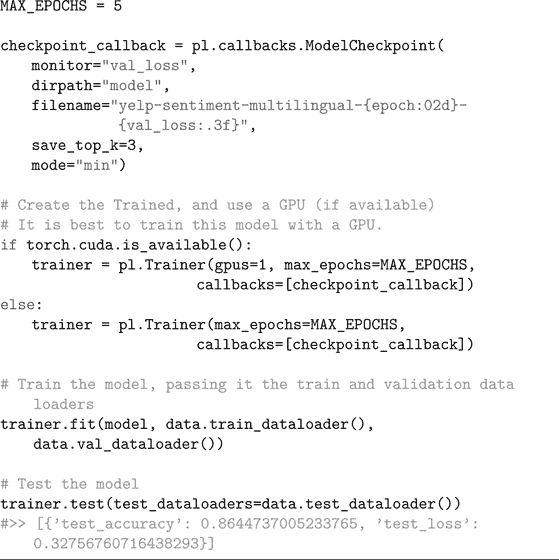 MAX_EPOCHS = 5
checkpoint_callback = pl.callbacks.ModelCheckpoint(
monitor="val_loss",
dirpath="model",
filename="yelp-sentiment-multilingual-{epoch:02d}-
{val_loss:.3f}",
save_top_k=3,
mode="min")
# Create the Trained, and use a GPU (if available)
# It is best to train this model with a GPU.
if torch.cuda.is_available():
trainer = pl.Trainer(gpus=1, max_epochs=MAX_EPOCHS,
callbacks=[checkpoint_callback])
else:
trainer = pl.Trainer(max_epochs=MAX_EPOCHS,
callbacks=[checkpoint_callback])
# Train the model, passing it the train and validation data
loaders
trainer.fit(model, data.train_dataloader(),
data.val_dataloader())
# Test the model
trainer.test(test_dataloaders=data.test_dataloader())
#>> [{'test_accuracy': 0.8644737005233765, 'test_loss':
0.32756760716438293}]